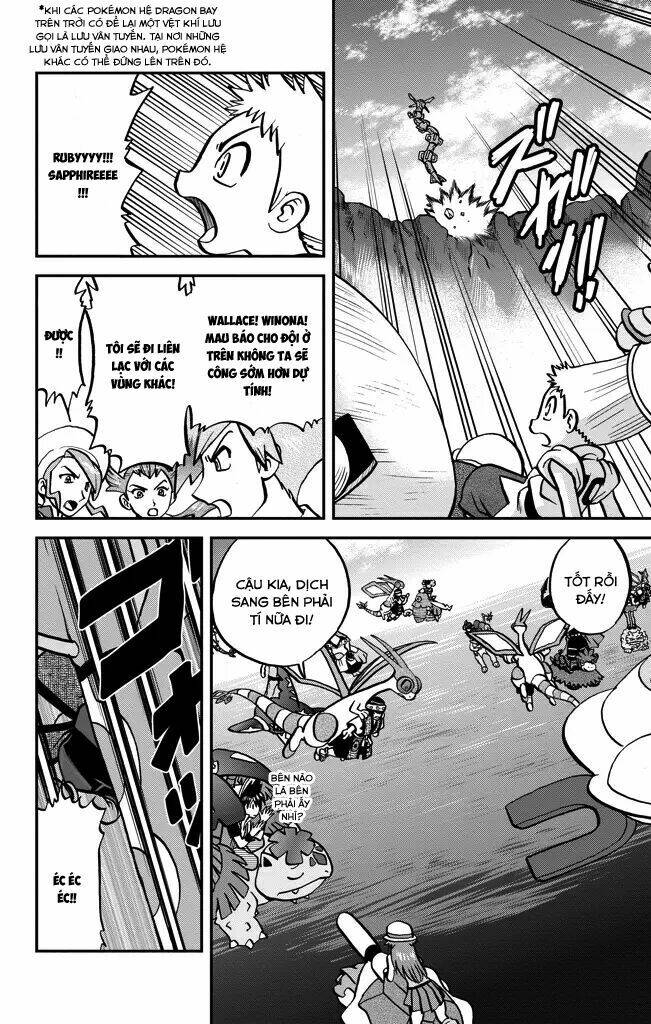 *KHI CÁC POKÉMON HỆ DRAGON BAY
TRÊN TRỜI CÓ ĐỂ LẠI MỘT VỆT KHÍ LƯU
GỌI LÀ LƯU VÂN TUYẾN. TẠI NƠI NHỮNG
LƯU VÂN TUYẾN GIAO NHAU, POKÉMON HỆ
KHÁC CÓ THỂ ĐỨNG LÊN TRÊN ĐÓ.
RUBYYYY!!!
SAPPHIREEEE
!!!
ĐƯỢC
!!
TÔI SẼ ĐI LIÊN
LẠC VỚI CÁC
VÙNG KHÁC!
WALLACE! WINONA!
MAU BÁO CHO ĐỘI Ở
TRÊN KHÔNG TA SẼ
CÔNG SỚM HƠN DỰ
TÍNH!
ÉC ÉC
ÉC!!
CẬU KIA, DỊCH
SANG BÊN PHẢI
TÍ NỮA ĐI!
TỐT RỒI
ĐẤY!
BÊN NÀO
LÀ BÊN
PHẢI ẤY
NHỈ?